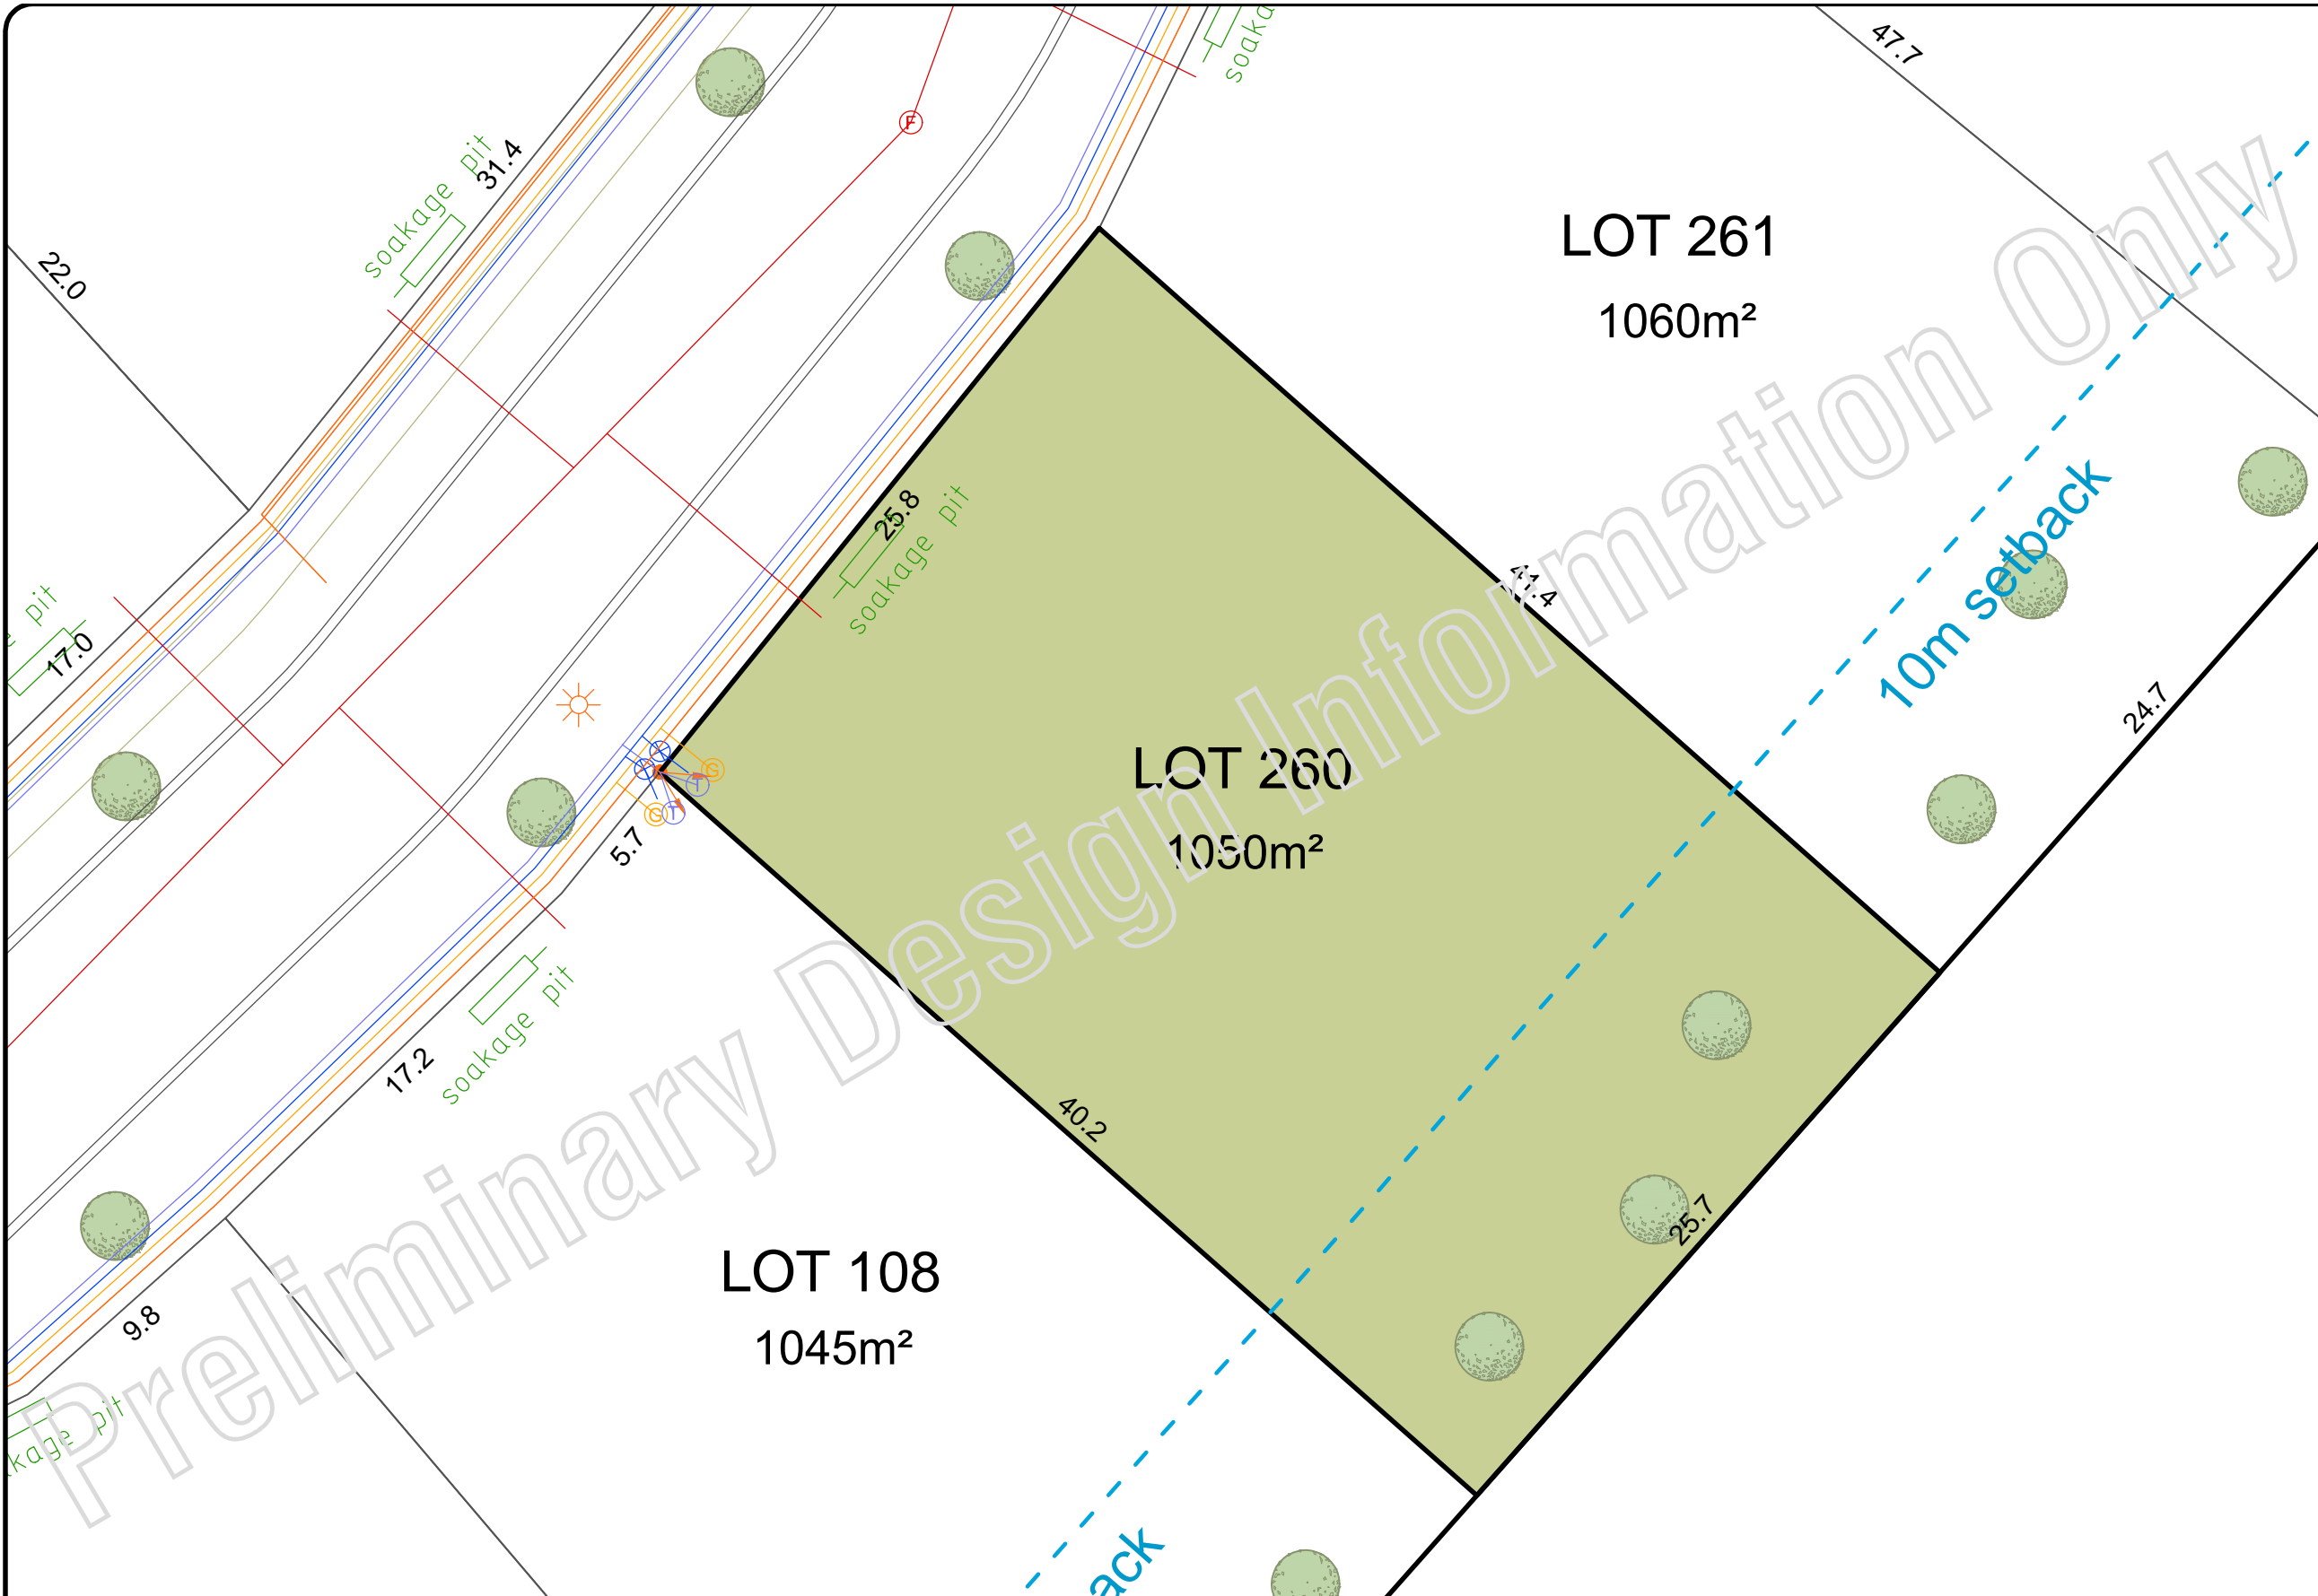 47.7
soaka
soakage pit
31.4
F
LOT 261
1060m²
22.0
10m setback
25.8
soakage pit
41.4
pit
17.0
24.7
LOT 260
1050m²
G
T
G
T
5.7
soakage pit
17.2
40.2
25.7
LOT 108
1045m²
9.8
kage pit
ack
Preliminary Design Information Only